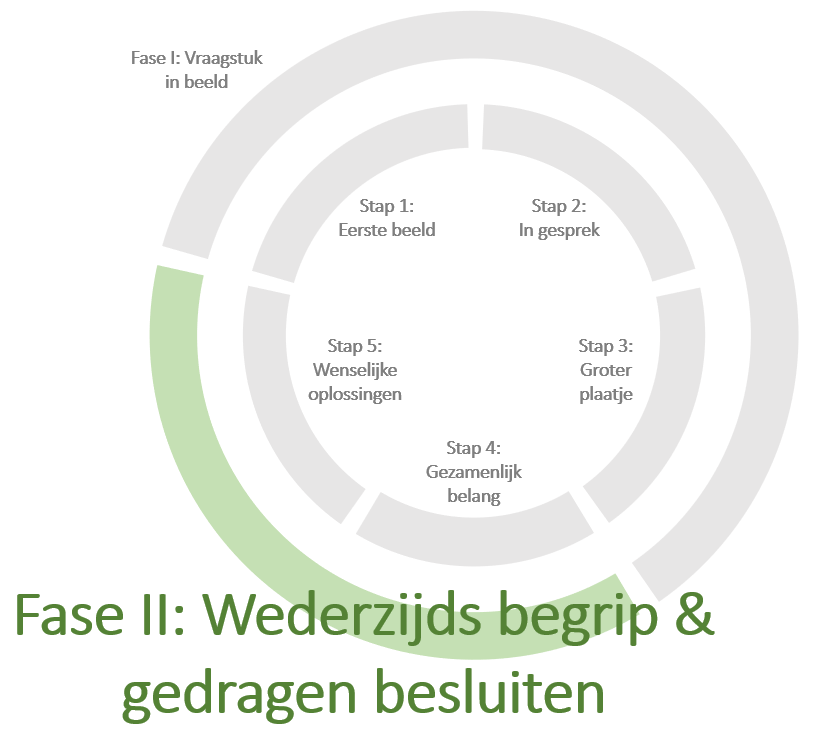 Fase I: Vraagstuk
in beeld
Stap 1:
Eerste beeld
Stap 2:
In gesprek
Stap 5:
Wenselijke
oplossingen
Stap 3:
Groter
plaatje
Stap 4:
Gezamenlijk
belang
Fase II: Wederzijds begrip &
gedragen besluiten